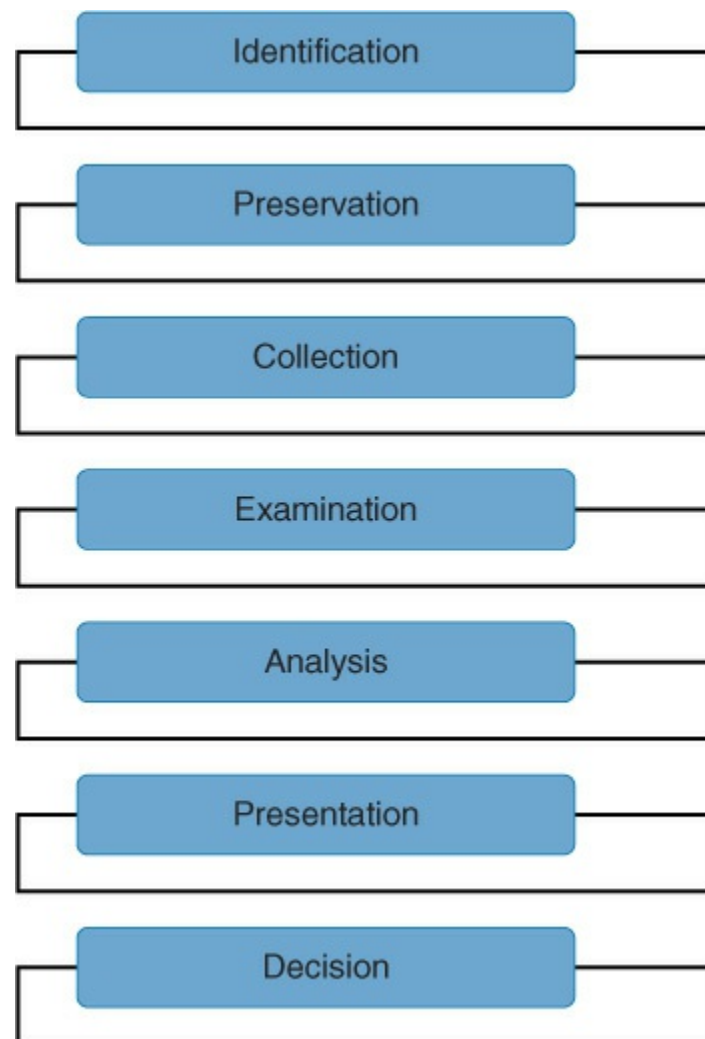 Identification
Preservation
Collection
Examination
Analysis
Presentation
Decision